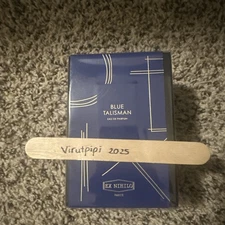 BLUE
TALISMAN
EAU DE PARFUM
Virutpipi 2025
EX NIHILO
PARIS